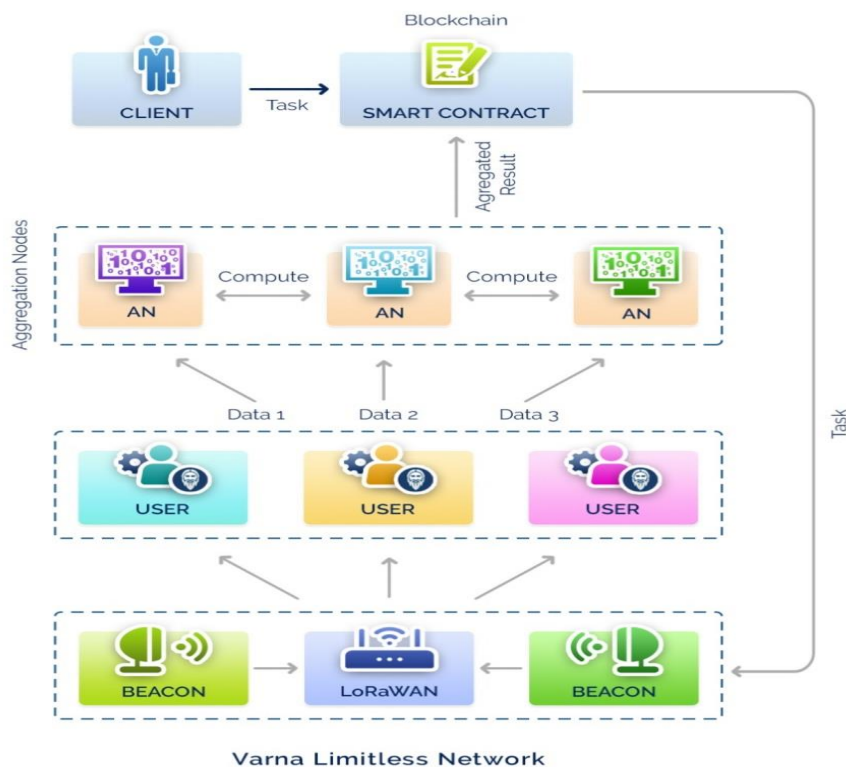 Blockchain
CLIENT
Task
SMART CONTRACT
Agregated
Result
Aggregation Nodes
AN
Compute
AN
Compute
AN
Data 1
Data 2
Data 3
Task
USER
USER
USER
BEACON
LoRaWAN
BEACON
Varna Limitless Network